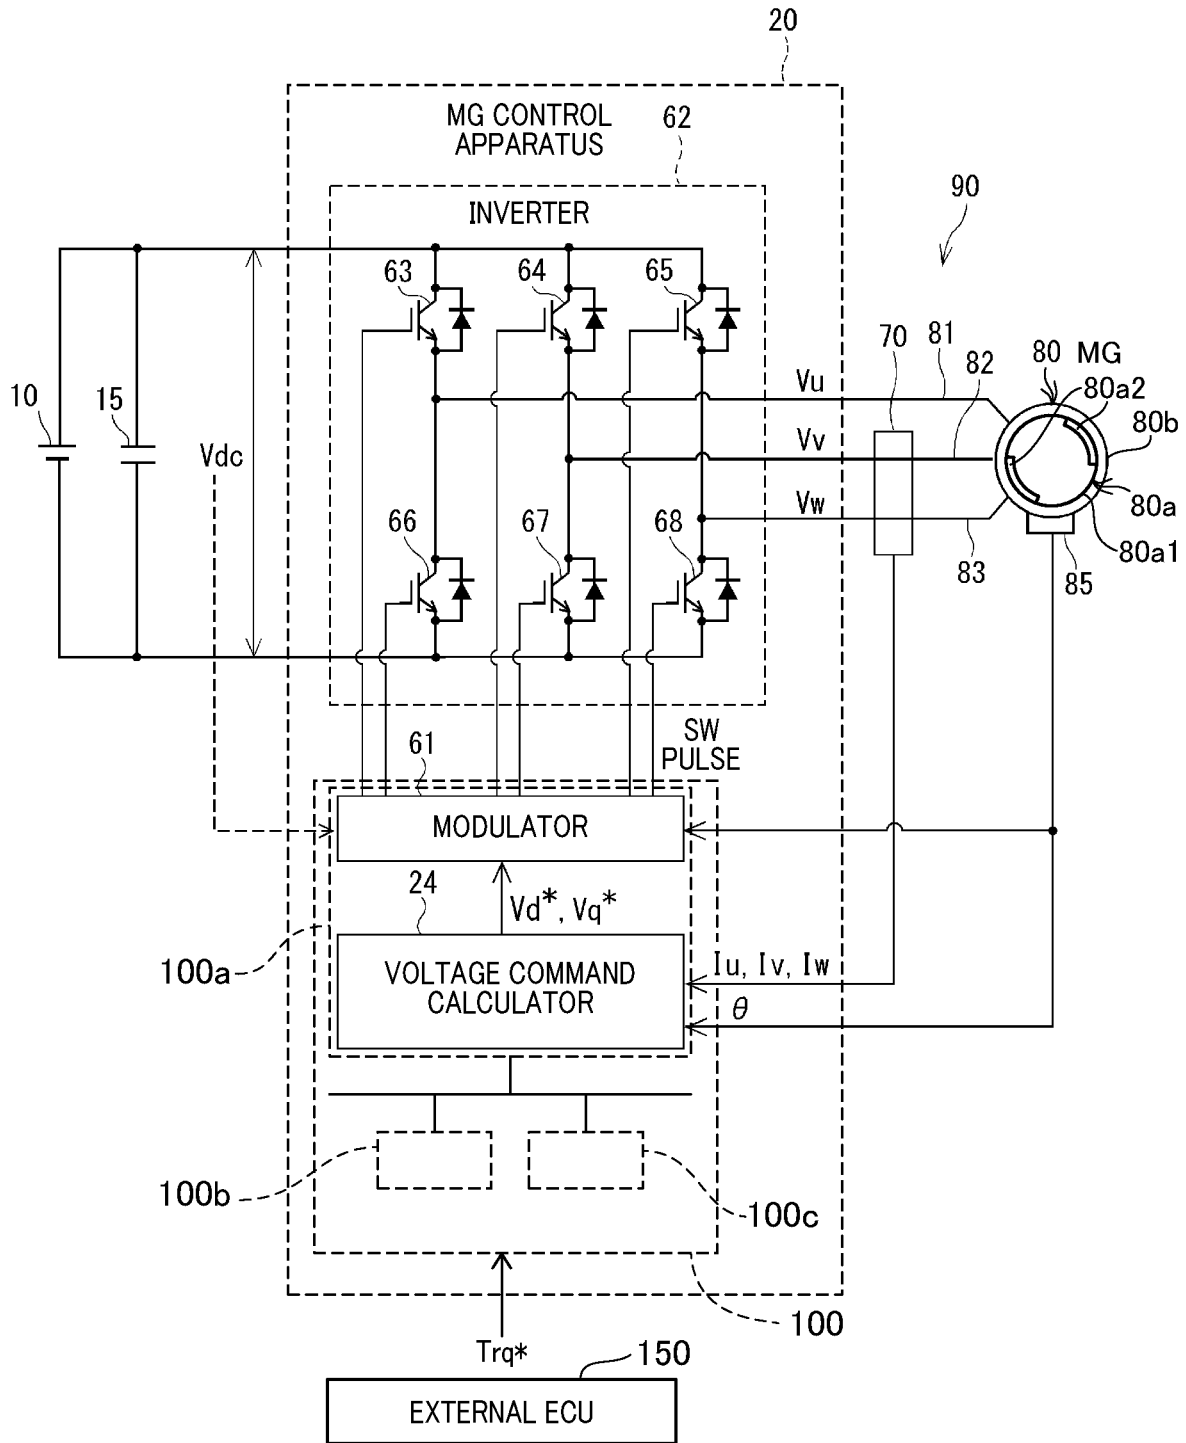 20
MG CONTROL
APPARATUS
62
90
INVERTER
63
64
65
70
81
82
80 MG
80a2
80b
10
15
Vdc
Vu
Vv
Vw
80a
80a1
66
67
68
83
85
SW
PULSE
61
MODULATOR
24
Vd*, Vq*
100a
VOLTAGE COMMAND
CALCULATOR
Iu, Iv, Iw
θ
100b
100c
100
Trq*
150
EXTERNAL ECU